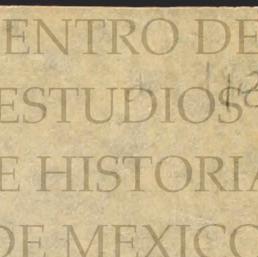 ENTRO DE
ESTUDIOS
E HISTORIA
DE MEXICO